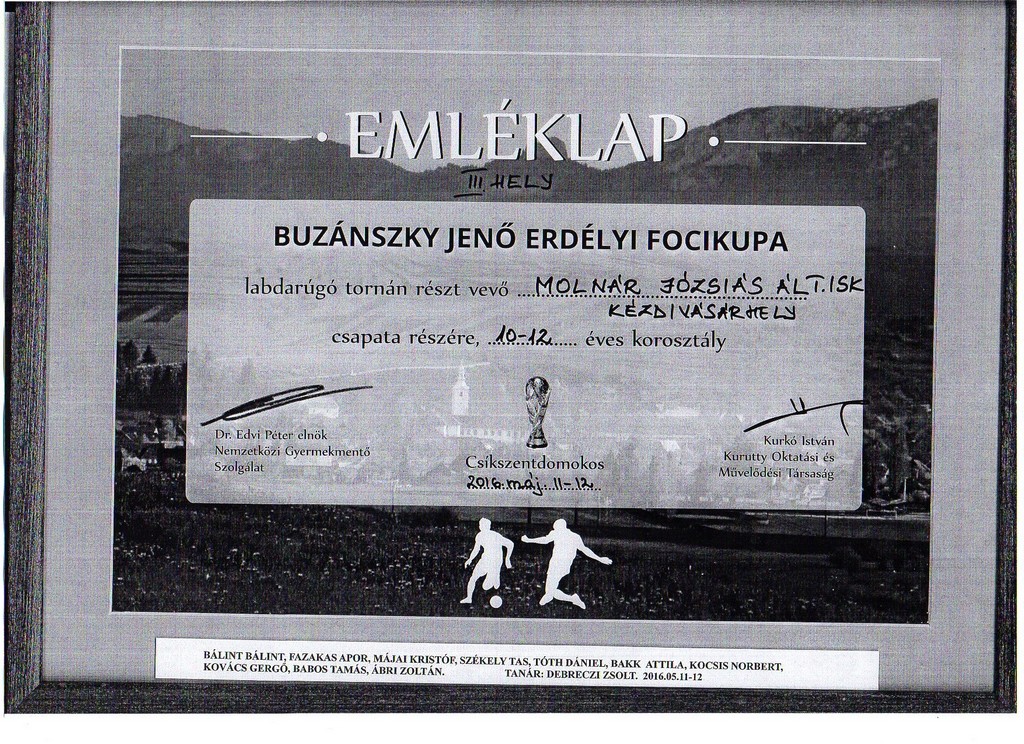 EMLÉKLAP
III HELY
BUZÁNSZKY JENŐ ERDÉLYI FOCIKUPA
labdarúgó tornán részt vevő ...MOLNÁR JÓZSIÁS ÁLT.ISK
KÉZDIVÁSÁRHELY
csapata részére, ...10-12...... éves korosztály
Dr. Edvi Péter elnök
Nemzetközi Gyermekmentő
Szolgálat
Kurkó István
Kurutty Oktatási és
Művelődési Társaság
Csíkszentdomokos
2016.máj...11-12..
BÁLINT BÁLINT, FAZAKAS APOR, MÁJAI KRISTÓF, SZÉKELY TAS, TÓTH DÁNIEL, BAKK ATTILA, KOCSIS NORBERT,
KOVÁCS GERGŐ, BABOS TAMÁS, ÁBRI ZOLTÁN. TANÁR: DEBRECZI ZSOLT. 2016.05.11-12